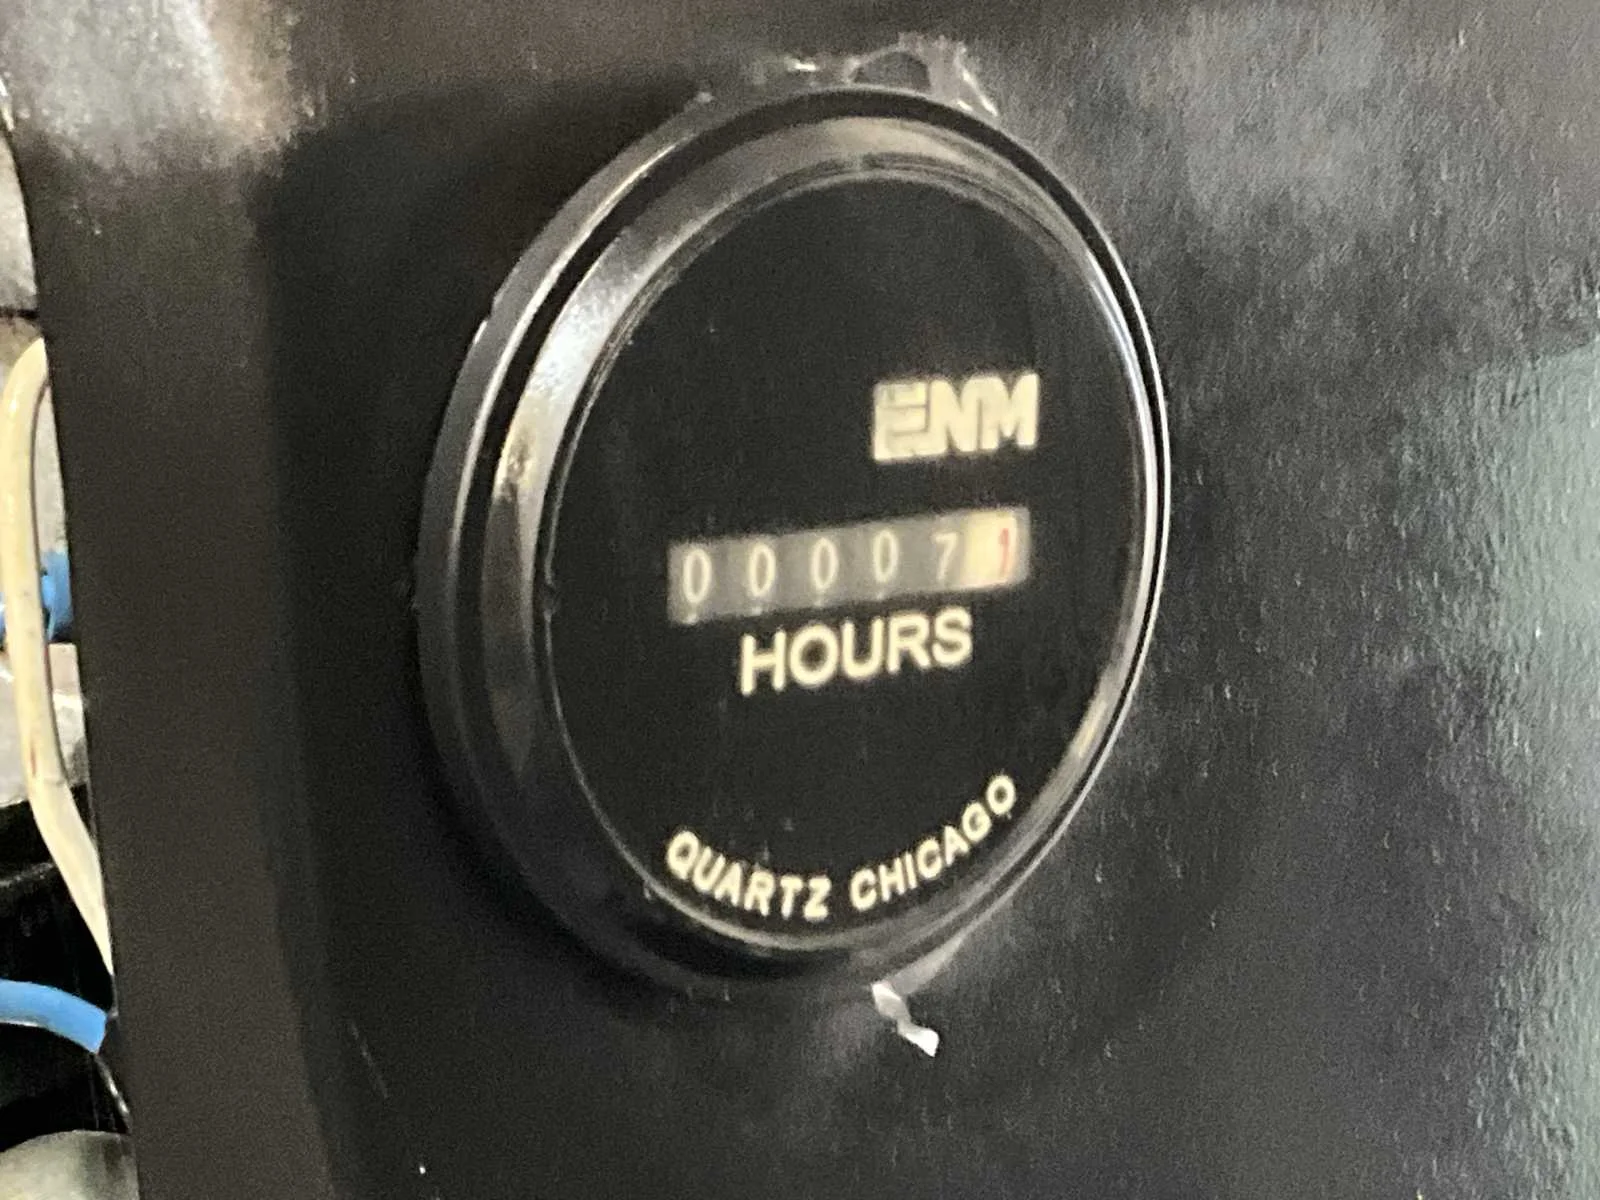 ENM
000071
HOURS
QUARTZ CHICAGO